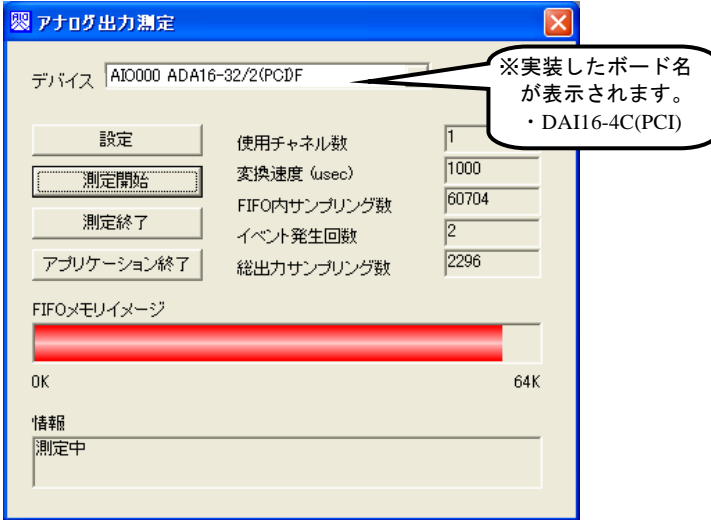 アナログ出力測定
デバイス AIO000 ADA16-32/2(PCI)F
※実装したボード名
が表示されます。
・DAI16-4C(PCI)
設定
測定開始
測定終了
アプリケーション終了
使用チャネル数 1
変換速度 (usec) 1000
FIFO内サンプリング数 60704
イベント発生回数 2
総出力サンプリング数 2296
FIFOメモリイメージ
0K 64K
情報
測定中